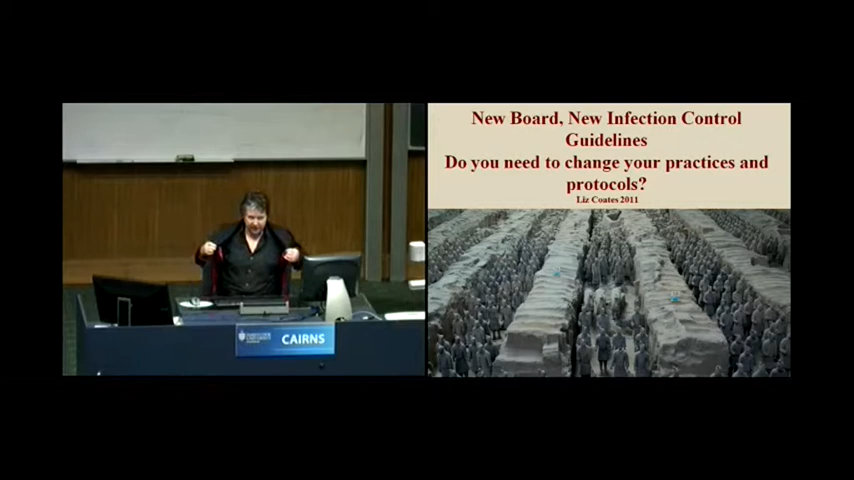 New Board, New Infection Control
Guidelines
Do you need to change your practices and
protocols?
Liz Coates 2011
CAIRNS